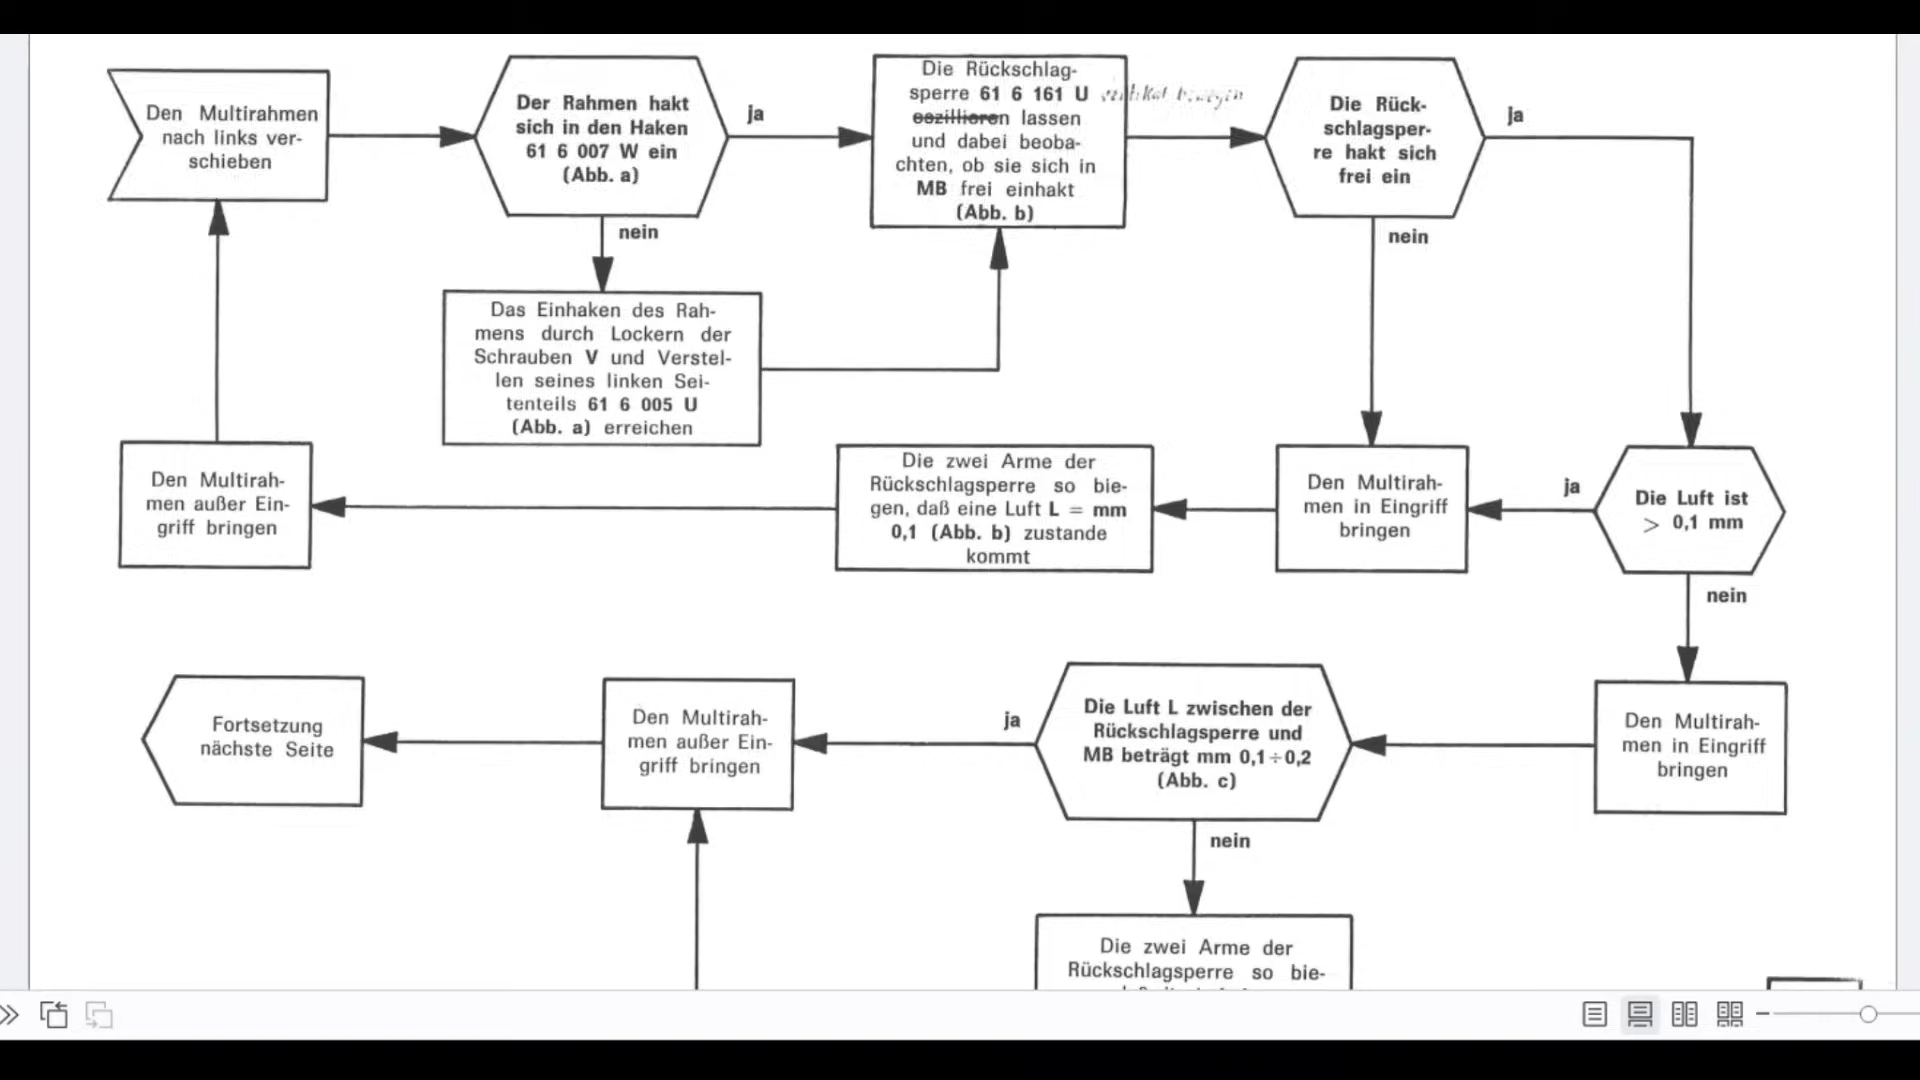 Den Multirahmen
nach links ver-
schieben
Der Rahmen hakt
sich in den Haken
61 6 007 W ein
(Abb. a)
ja
nein
Die Rückschlag-
sperre 61 6 161 U
oszillieren lassen
und dabei beoba-
chten, ob sie sich in
MB frei einhakt
(Abb. b)
vertikal bewegen
Die Rück-
schlagsper-
re hakt sich
frei ein
ja
nein
Das Einhaken des Rah-
mens durch Lockern der
Schrauben V und Verstel-
len seines linken Sei-
tenteils 61 6 005 U
(Abb. a) erreichen
Den Multirah-
men außer Ein-
griff bringen
Die zwei Arme der
Rückschlagsperre so bie-
gen, daß eine Luft L = mm
0,1 (Abb. b) zustande
kommt
Den Multirah-
men in Eingriff
bringen
ja
Die Luft ist
> 0,1 mm
nein
Fortsetzung
nächste Seite
Den Multirah-
men außer Ein-
griff bringen
ja
Die Luft L zwischen der
Rückschlagsperre und
MB beträgt mm 0,1÷0,2
(Abb. c)
nein
Den Multirah-
men in Eingriff
bringen
Die zwei Arme der
Rückschlagsperre so bie-